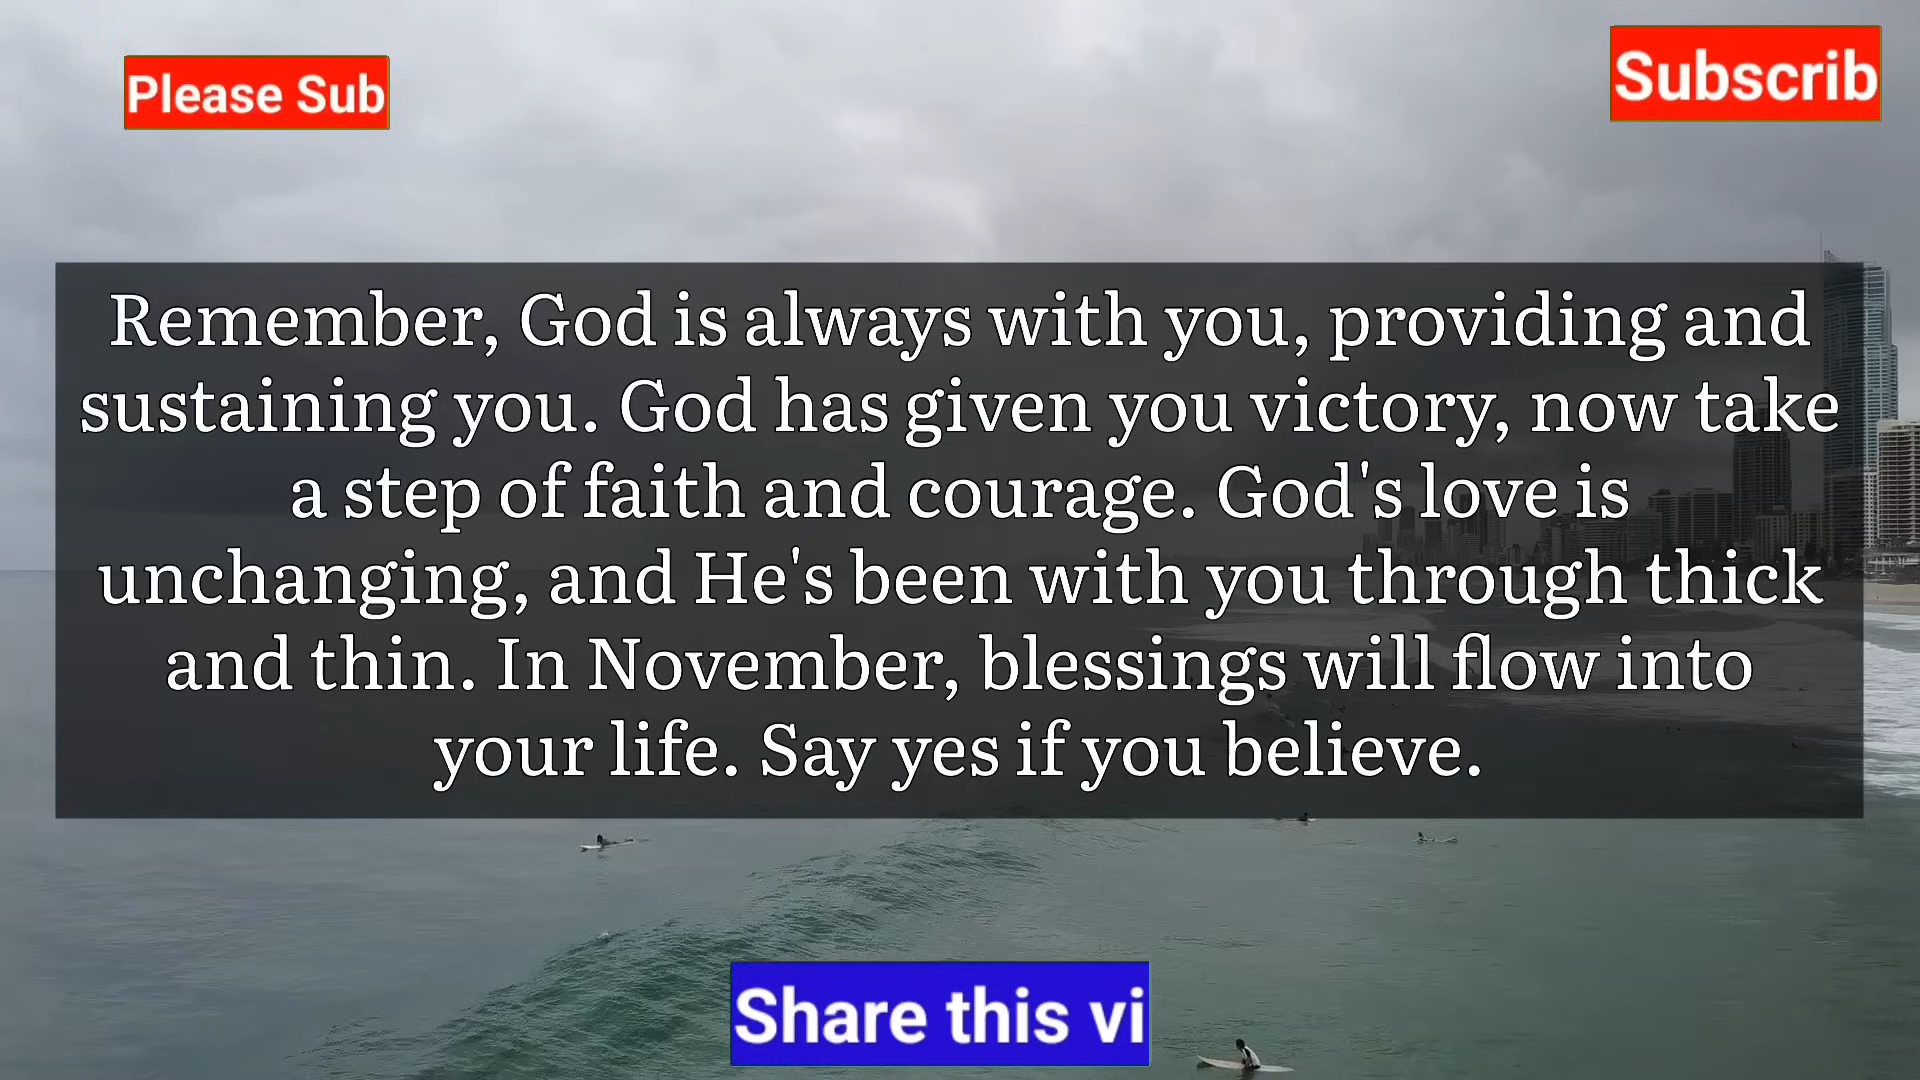 Please Sub
Subscrib
Remember, God is always with you, providing and
sustaining you. God has given you victory, now take
a step of faith and courage. God's love is
unchanging, and He's been with you through thick
and thin. In November, blessings will flow into
your life. Say yes if you believe.
Share this vi